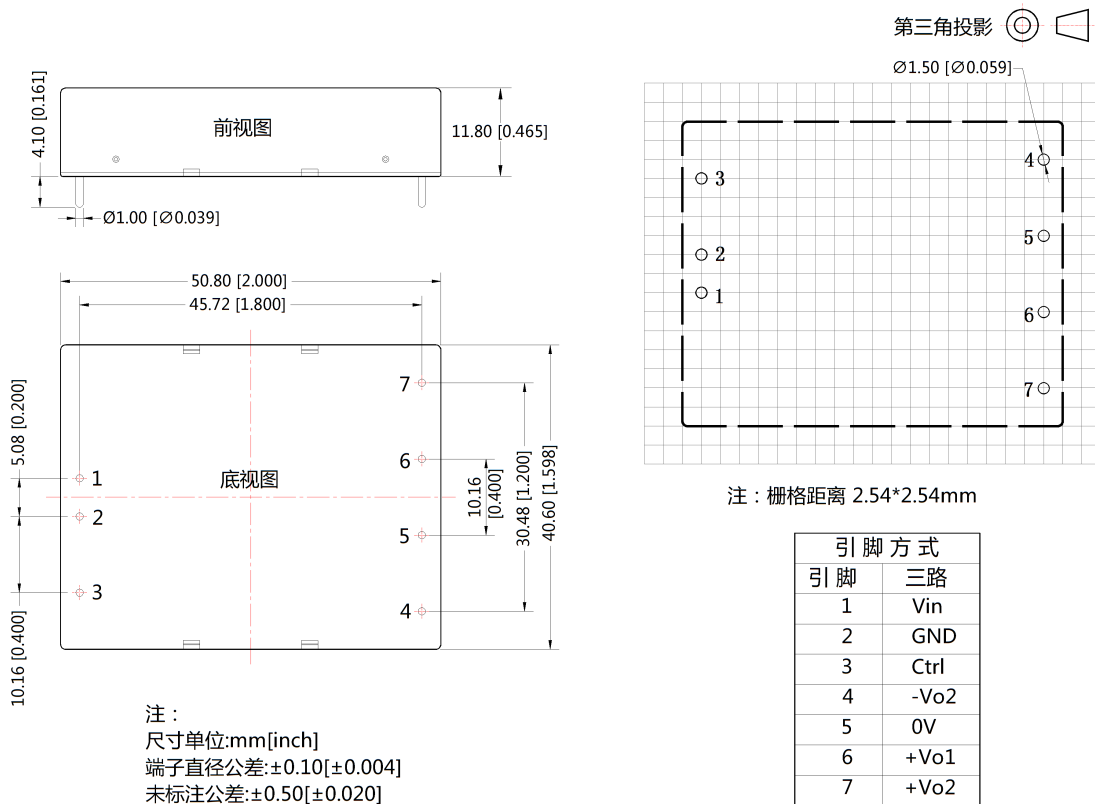 第三角投影
Ø1.50 [Ø0.059]
4.10 [0.161]
前视图
11.80 [0.465]
Ø1.00 [Ø0.039]
50.80 [2.000]
45.72 [1.800]
5.08 [0.200]
10.16 [0.400]
底视图
1
2
3
7
6
5
4
10.16
[0.400]
30.48 [1.200]
40.60 [1.598]
3
2
1
4
5
6
7
注：栅格距离 2.54*2.54mm
引脚方式
引脚 三路
1 Vin
2 GND
3 Ctrl
4 -Vo2
5 0V
6 +Vo1
7 +Vo2
注：
尺寸单位:mm[inch]
端子直径公差:±0.10[±0.004]
未标注公差:±0.50[±0.020]